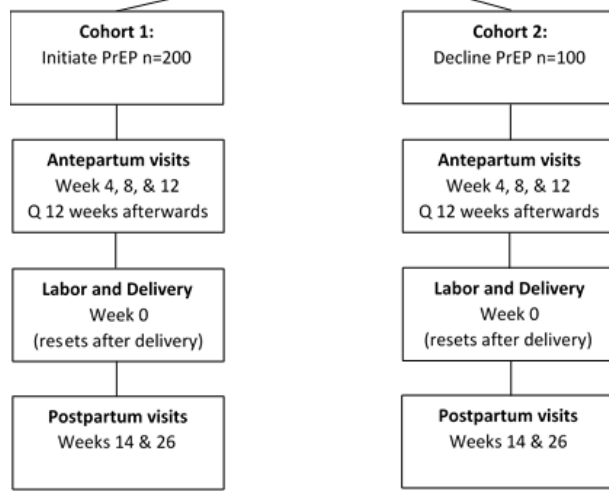 Cohort 1:
Initiate PrEP n=200
Antepartum visits
Week 4, 8, & 12
Q 12 weeks afterwards
Labor and Delivery
Week 0
(resets after delivery)
Postpartum visits
Weeks 14 & 26
Cohort 2:
Decline PrEP n=100
Antepartum visits
Week 4, 8, & 12
Q 12 weeks afterwards
Labor and Delivery
Week 0
(resets after delivery)
Postpartum visits
Weeks 14 & 26